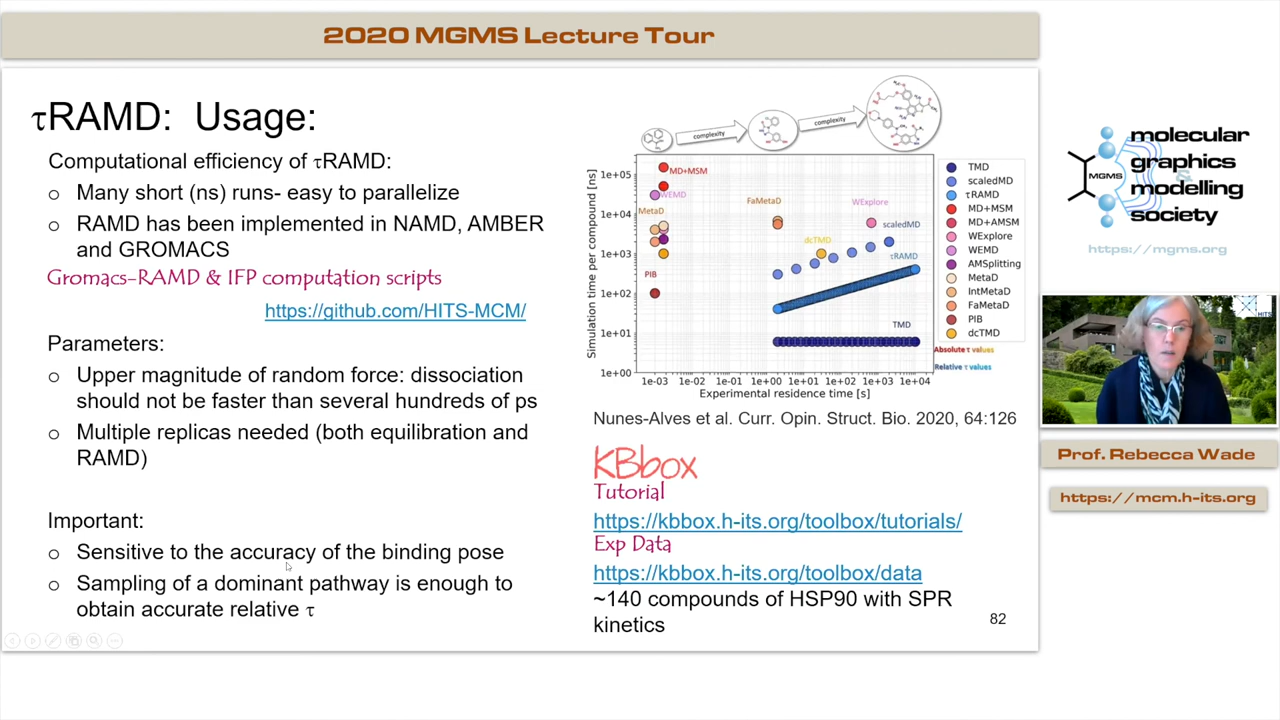 2020 MGMS Lecture Tour
τRAMD: Usage:
Computational efficiency of τRAMD:
o Many short (ns) runs- easy to parallelize
o RAMD has been implemented in NAMD, AMBER
and GROMACS
Gromacs-RAMD & IFP computation scripts
https://github.com/HITS-MCM/
Parameters:
o Upper magnitude of random force: dissociation
should not be faster than several hundreds of ps
o Multiple replicas needed (both equilibration and
RAMD)
Important:
o Sensitive to the accuracy of the binding pose
o Sampling of a dominant pathway is enough to
obtain accurate relative τ
complexity
complexity
Simulation time per compound [ns]
1e+05
1e+04
1e+03
1e+02
1e+01
1e+00
MD+MSM
WEMD
MetaD
PIB
FaMetaD
dcTMD
WExplore
scaledMD
τRAMD
TMD
1e-03 1e-02 1e-01 1e+00 1e+01 1e+02 1e+03 1e+04
Experimental residence time [s]
TMD
scaledMD
τRAMD
MD+MSM
MD+AMSM
WExplore
WEMD
AMSplitting
MetaD
IntMetaD
FaMetaD
PIB
dcTMD
Absolute τ values
Relative τ values
Nunes-Alves et al. Curr. Opin. Struct. Bio. 2020, 64:126
KBbox
Tutorial
https://kbbox.h-its.org/toolbox/tutorials/
Exp Data
https://kbbox.h-its.org/toolbox/data
~140 compounds of HSP90 with SPR
kinetics
82
MGMS
molecular
graphics
&
modelling
society
https://mgms.org
HITS
Prof. Rebecca Wade
https://mcm.h-its.org